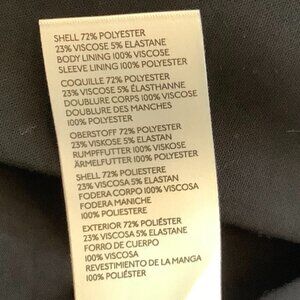 SHELL 72% POLYESTER
23% VISCOSE 5% ELASTANE
BODY LINING 100% VISCOSE
SLEEVE LINING 100% POLYESTER
COQUILLE 72% POLYESTER
23% VISCOSE 5% ÉLASTHANNE
DOUBLURE CORPS 100% VISCOSE
DOUBLURE DES MANCHES
100% POLYESTER
OBERSTOFF 72% POLYESTER
23% VISKOSE 5% ELASTAN
RUMPFFUTTER 100% VISKOSE
ÄRMELFUTTER 100% POLYESTER
SHELL 72% POLIESTERE
23% VISCOSA 5% ELASTAN
FODERA CORPO 100% VISCOSA
FODERA MANICHE
100% POLIESTERE
EXTERIOR 72% POLIÉSTER
23% VISCOSA 5% ELASTANE
FORRO DE CUERPO
100% VISCOSA
REVESTIMENTO DE LA MANGA
100% POLIÉSTER